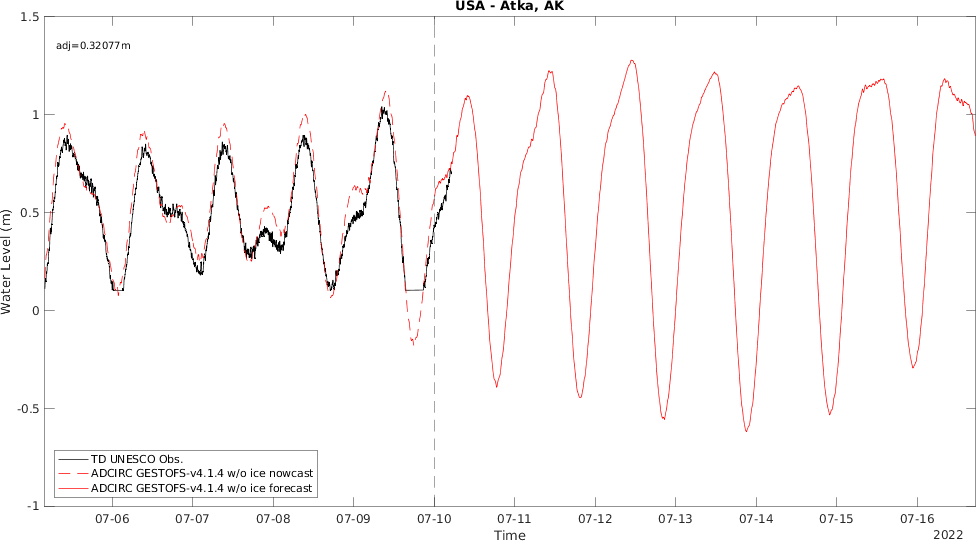 USA - Atka, AK
adj=0.32077m
1.5
1
0.5
0
-0.5
-1
Water Level (m)
TD UNESCO Obs.
ADCIRC GESTOFS-v4.1.4 w/o ice nowcast
ADCIRC GESTOFS-v4.1.4 w/o ice forecast
07-06 07-07 07-08 07-09 07-10 07-11 07-12 07-13 07-14 07-15 07-16
Time
2022